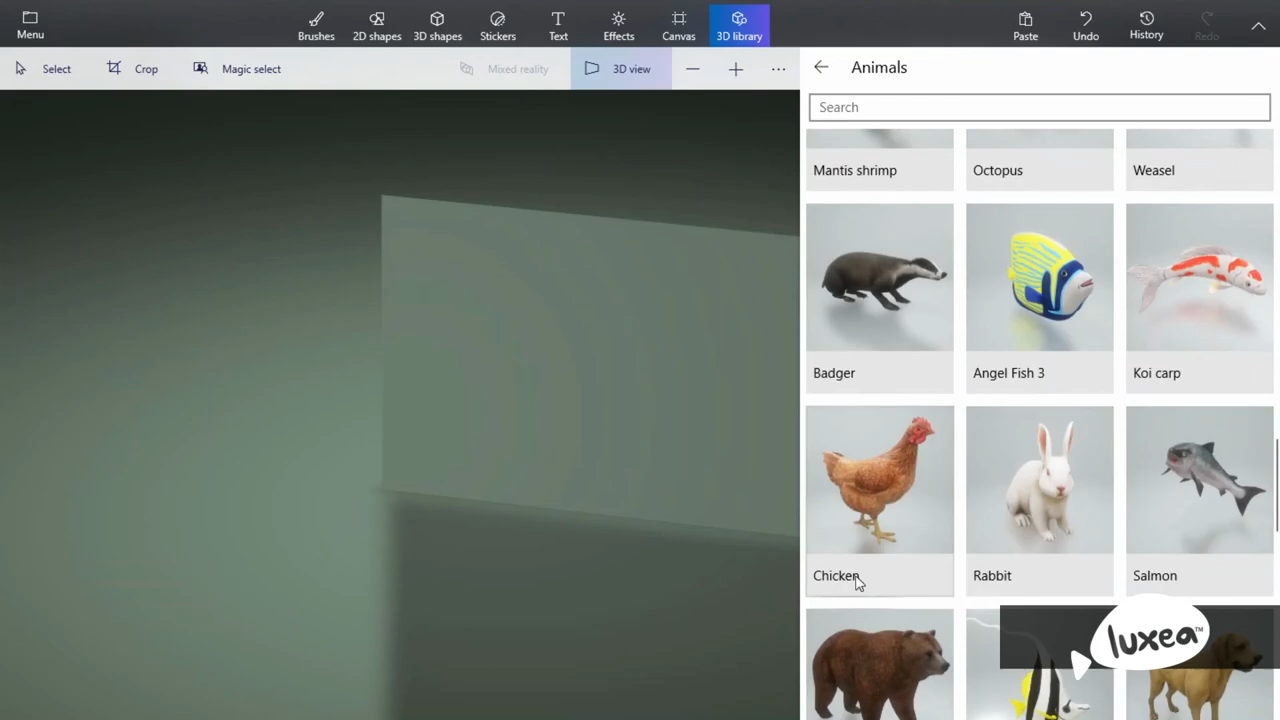 Menu
Brushes
2D shapes
3D shapes
Stickers
Text
Effects
Canvas
3D library
Paste
Undo
History
Redo
Select
Crop
Magic select
Mixed reality
3D view
Animals
Search
Mantis shrimp
Octopus
Weasel
Badger
Angel Fish 3
Koi carp
Chicken
Rabbit
Salmon
luxea™